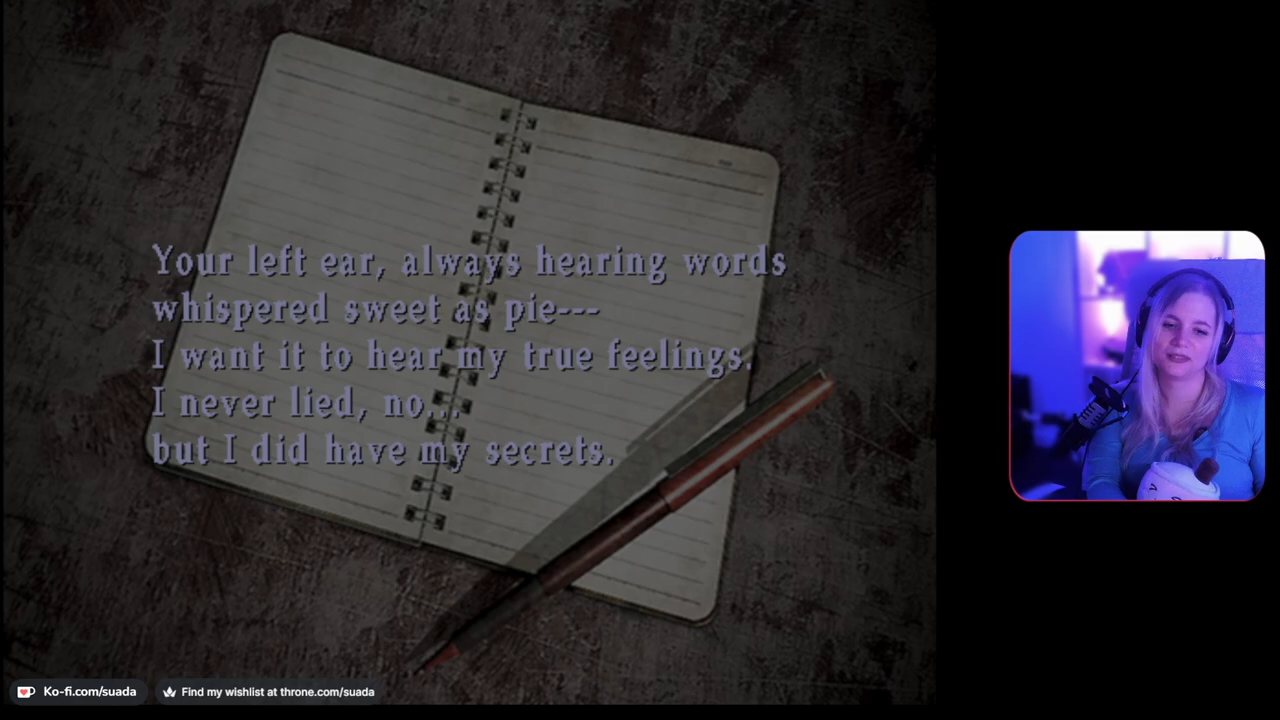 Your left ear, always hearing words
whispered sweet as pie---
I want it to hear my true feelings.
I never lied, no...
but I did have my secrets.
Ko-fi.com/suada
Find my wishlist at throne.com/suada